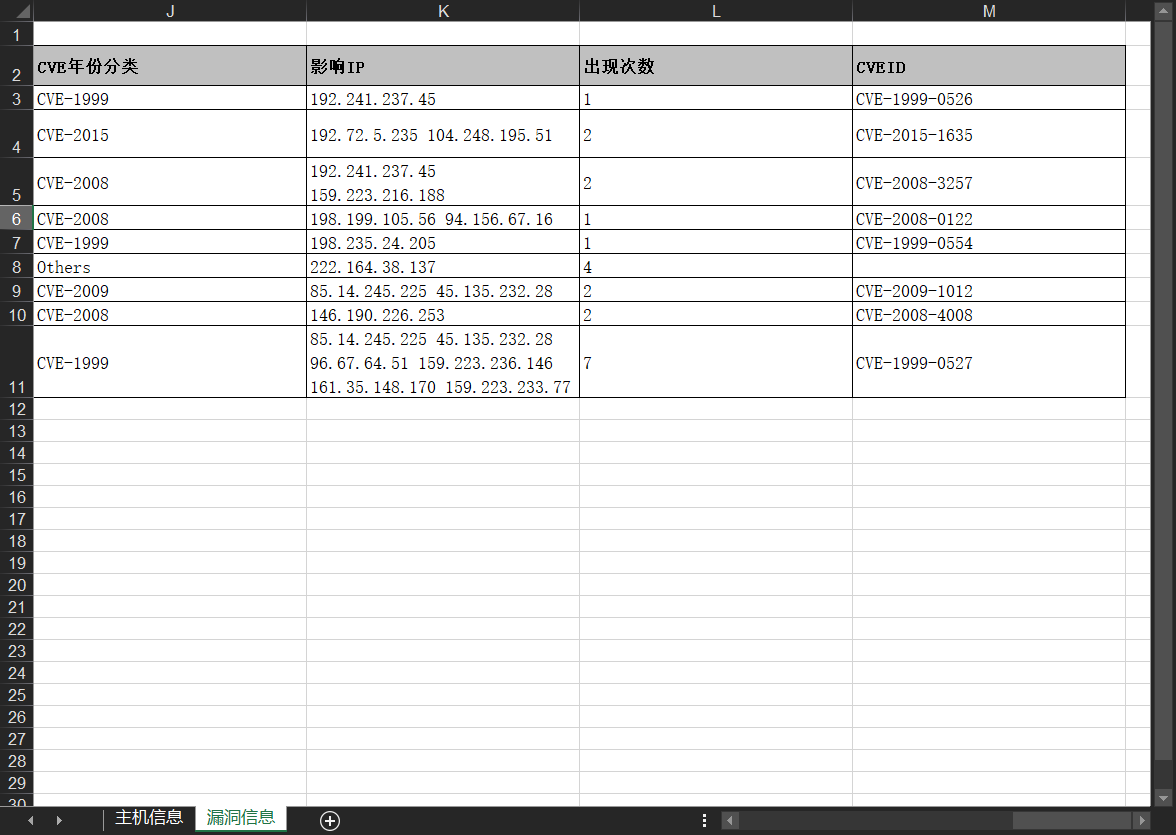 J K L M
1
2 CVE年份分类 影响IP 出现次数 CVEID
3 CVE-1999 192.241.237.45 1 CVE-1999-0526
4 CVE-2015 192.72.5.235 104.248.195.51 2 CVE-2015-1635
5 CVE-2008 192.241.237.45
159.223.216.188 2 CVE-2008-3257
6 CVE-2008 198.199.105.56 94.156.67.16 1 CVE-2008-0122
7 CVE-1999 198.235.24.205 1 CVE-1999-0554
8 Others 222.164.38.137 4
9 CVE-2009 85.14.245.225 45.135.232.28 2 CVE-2009-1012
10 CVE-2008 146.190.226.253 2 CVE-2008-4008
11 CVE-1999 85.14.245.225 45.135.232.28
96.67.64.51 159.223.236.146
161.35.148.170 159.223.233.77 7 CVE-1999-0527
12
13
14
15
16
17
18
19
20
21
22
23
24
25
26
27
28
29
30
主机信息 漏洞信息